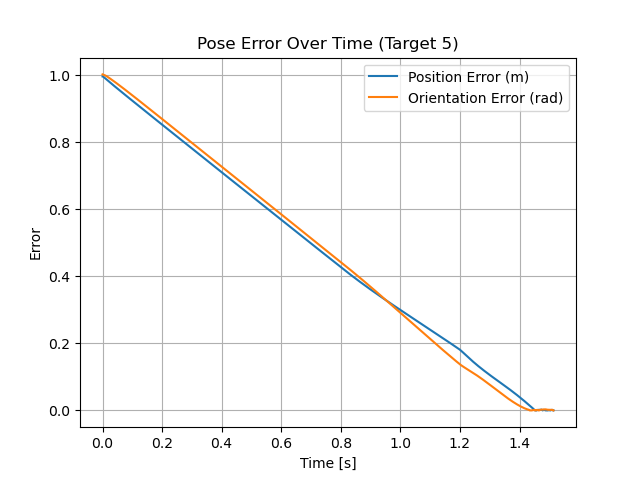 Pose Error Over Time (Target 5)
Position Error (m)
Orientation Error (rad)
Error
1.0
0.8
0.6
0.4
0.2
0.0
0.0 0.2 0.4 0.6 0.8 1.0 1.2 1.4
Time [s]